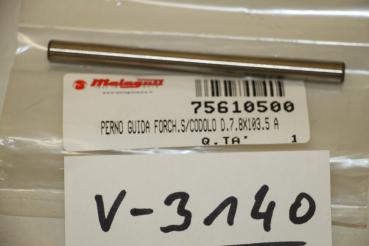 Malaguti
75610500
PERNO GUIDA FORCH.S/CODOLO D.7.8X103.5 A
Q.TA' 1
V-3140